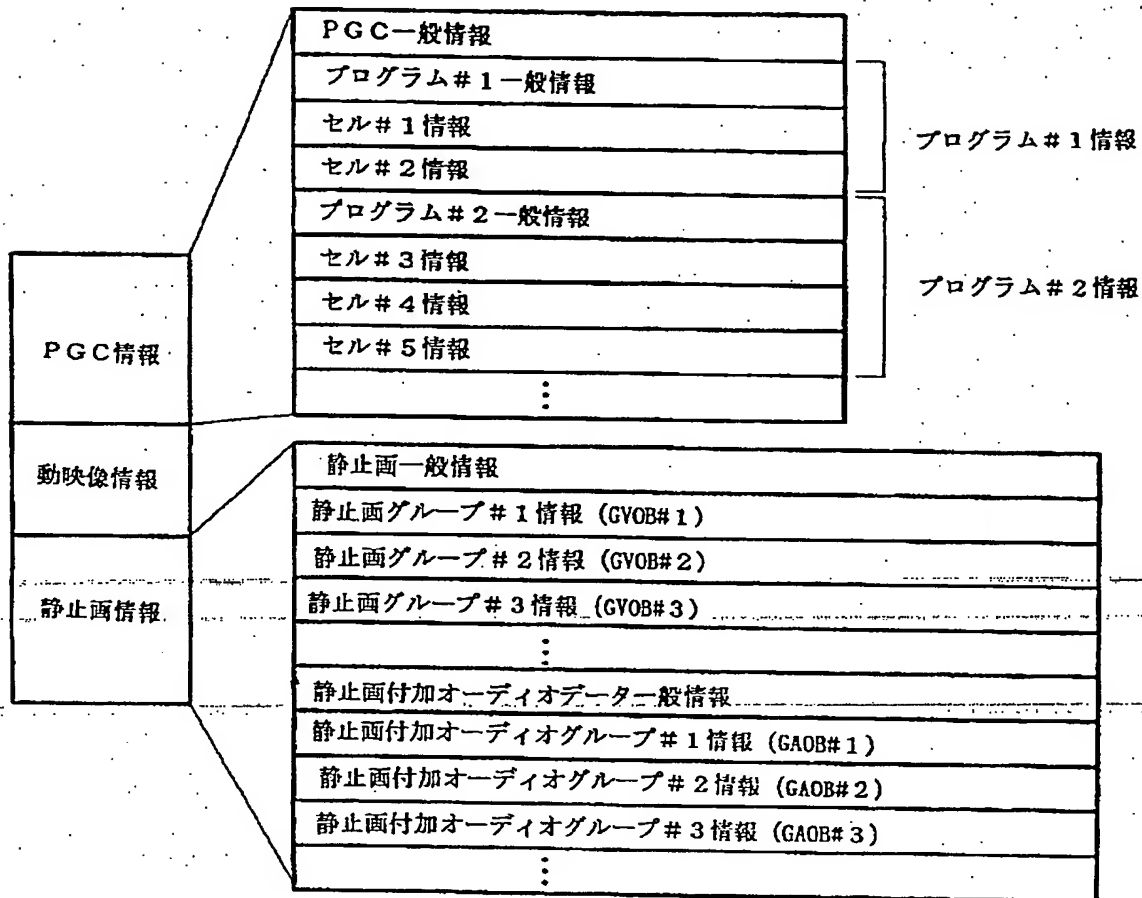 PGC一般情報
プログラム#1一般情報
セル#1情報
セル#2情報
プログラム#2一般情報
セル#3情報
セル#4情報
セル#5情報
⋮
プログラム#1情報
プログラム#2情報
PGC情報
動映像情報
静止画情報
静止画一般情報
静止画グループ#1情報 (GVOB#1)
静止画グループ#2情報 (GVOB#2)
静止画グループ#3情報 (GVOB#3)
⋮
静止画付加オーディオデーター般情報
静止画付加オーディオグループ#1情報 (GAOB#1)
静止画付加オーディオグループ#2情報 (GAOB#2)
静止画付加オーディオグループ#3情報 (GAOB#3)
⋮